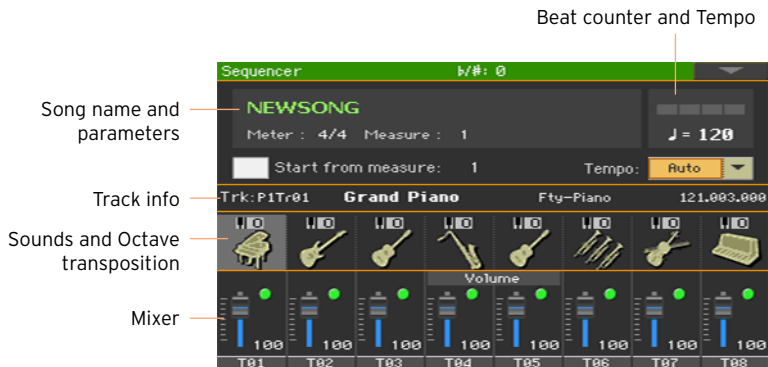 Beat counter and Tempo
Sequencer ♭/#: 0
Song name and parameters
NEWSONG
Meter : 4/4 Measure : 1
♩= 120
Start from measure: 1 Tempo: Auto
Track info
Trk:P1Tr01 Grand Piano Fty-Piano 121.003.000
Sounds and Octave transposition
0 0 0 0 0 0 0 0
Volume
Mixer
100 100 100 100 100 100 100 100
T01 T02 T03 T04 T05 T06 T07 T08